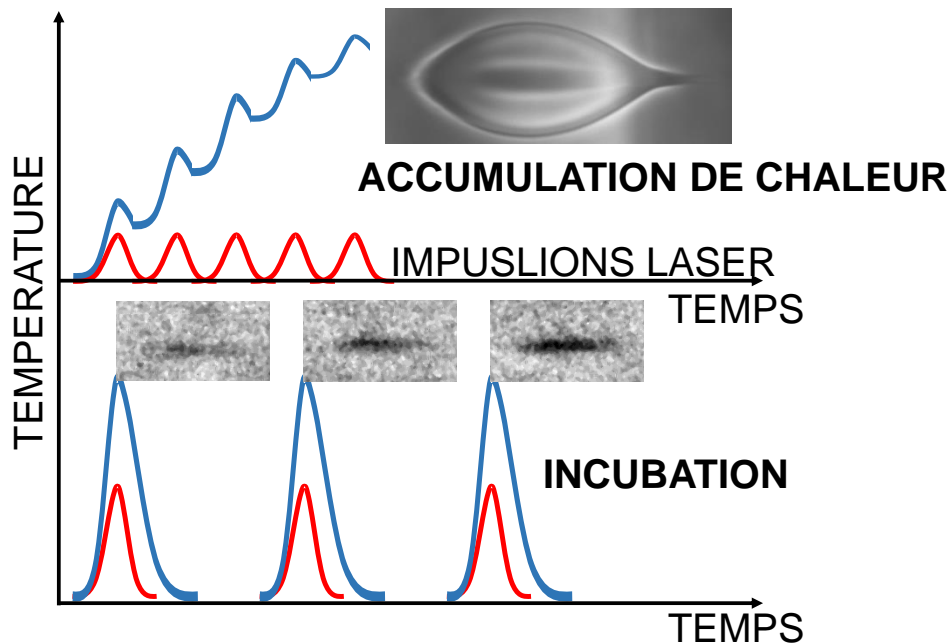 TEMPERATURE
ACCUMULATION DE CHALEUR
IMPUSLIONS LASER
TEMPS
INCUBATION
TEMPS